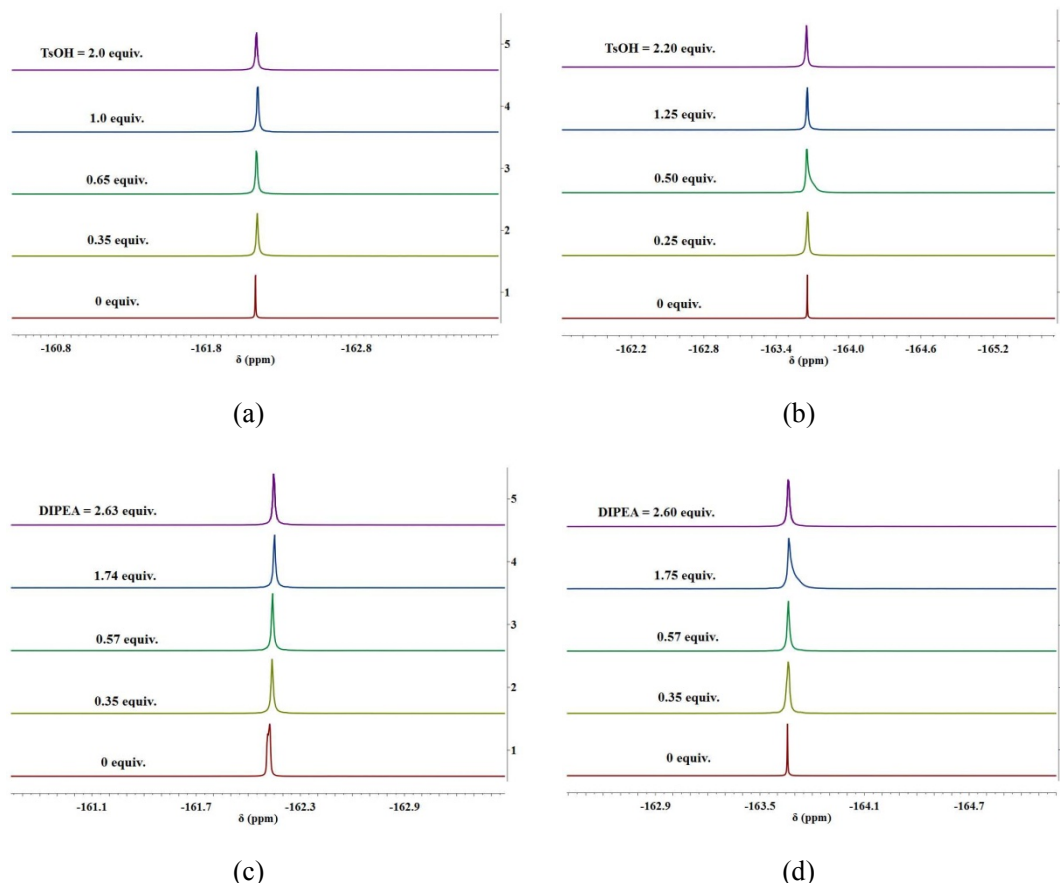 TsOH = 2.0 equiv.
5
1.0 equiv.
4
0.65 equiv.
3
0.35 equiv.
2
0 equiv.
1
-160.8 -161.8 -162.8
δ (ppm)
(a)
TsOH = 2.20 equiv.
1.25 equiv.
0.50 equiv.
0.25 equiv.
0 equiv.
-162.2 -162.8 -163.4 -164.0 -164.6 -165.2
δ (ppm)
(b)
DIPEA = 2.63 equiv.
5
1.74 equiv.
4
0.57 equiv.
3
0.35 equiv.
2
0 equiv.
1
-161.1 -161.7 -162.3 -162.9
δ (ppm)
(c)
DIPEA = 2.60 equiv.
1.75 equiv.
0.57 equiv.
0.35 equiv.
0 equiv.
-162.9 -163.5 -164.1 -164.7
δ (ppm)
(d)